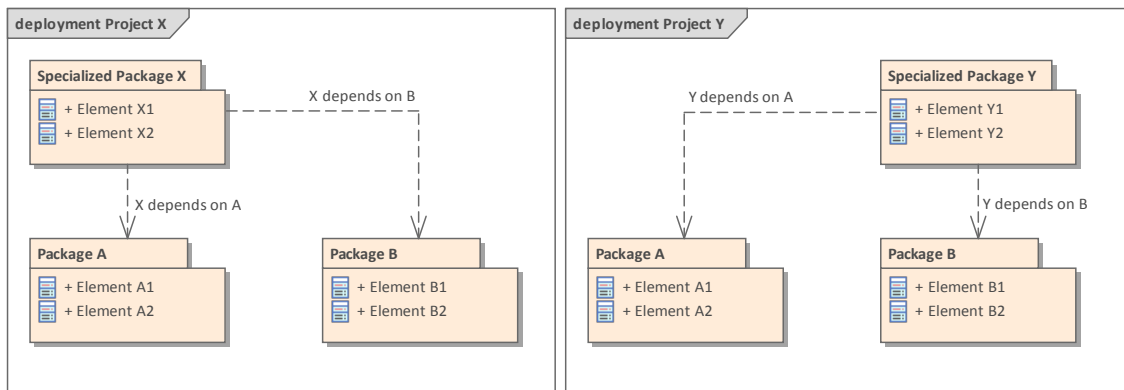 deployment Project X
Specialized Package X
+ Element X1
+ Element X2
X depends on B
X depends on A
Package A
+ Element A1
+ Element A2
Package B
+ Element B1
+ Element B2
deployment Project Y
Specialized Package Y
+ Element Y1
+ Element Y2
Y depends on A
Y depends on B
Package A
+ Element A1
+ Element A2
Package B
+ Element B1
+ Element B2